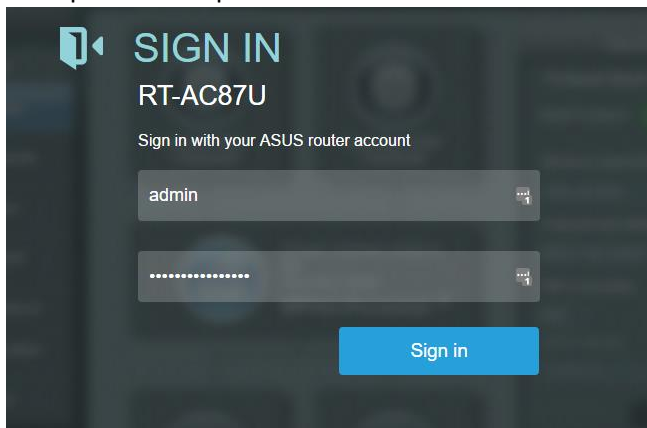 SIGN IN
RT-AC87U
Sign in with your ASUS router account
admin
••••••••••••••••
Sign in